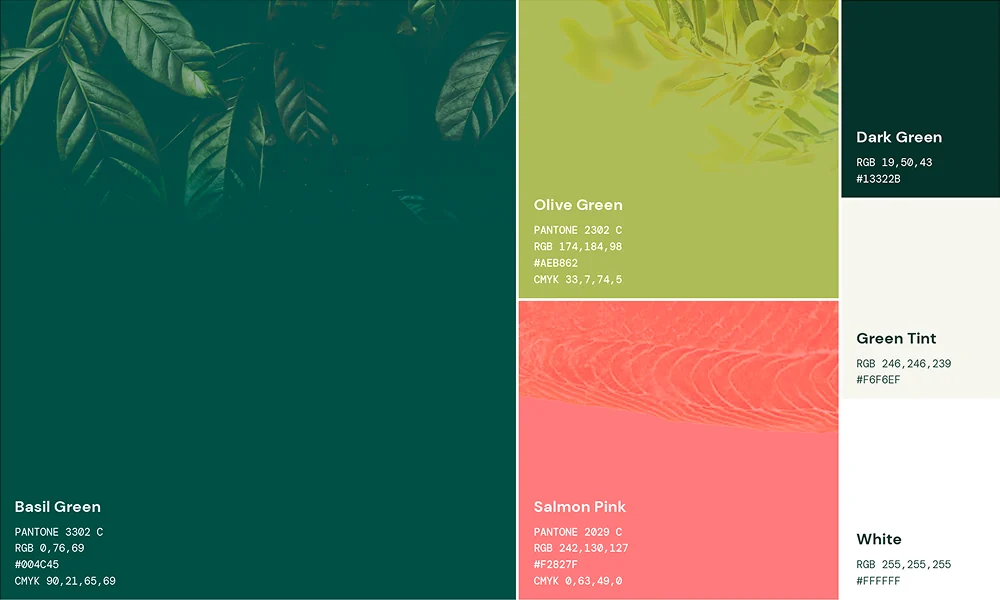 Basil Green
PANTONE 3302 C
RGB 0,76,69
#004C45
CMYK 90,21,65,69
Olive Green
PANTONE 2302 C
RGB 174,184,98
#AEB862
CMYK 33,7,74,5
Salmon Pink
PANTONE 2029 C
RGB 242,130,127
#F2827F
CMYK 0,63,49,0
Dark Green
RGB 19,50,43
#13322B
Green Tint
RGB 246,246,239
#F6F6EF
White
RGB 255,255,255
#FFFFFF